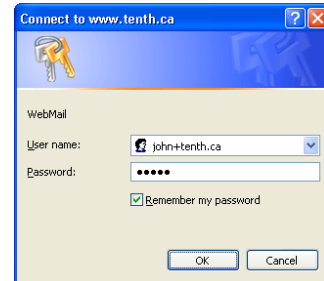 Connect to www.tenth.ca
WebMail
User name:
john+tenth.ca
Password:
●●●●●
Remember my password
OK
Cancel